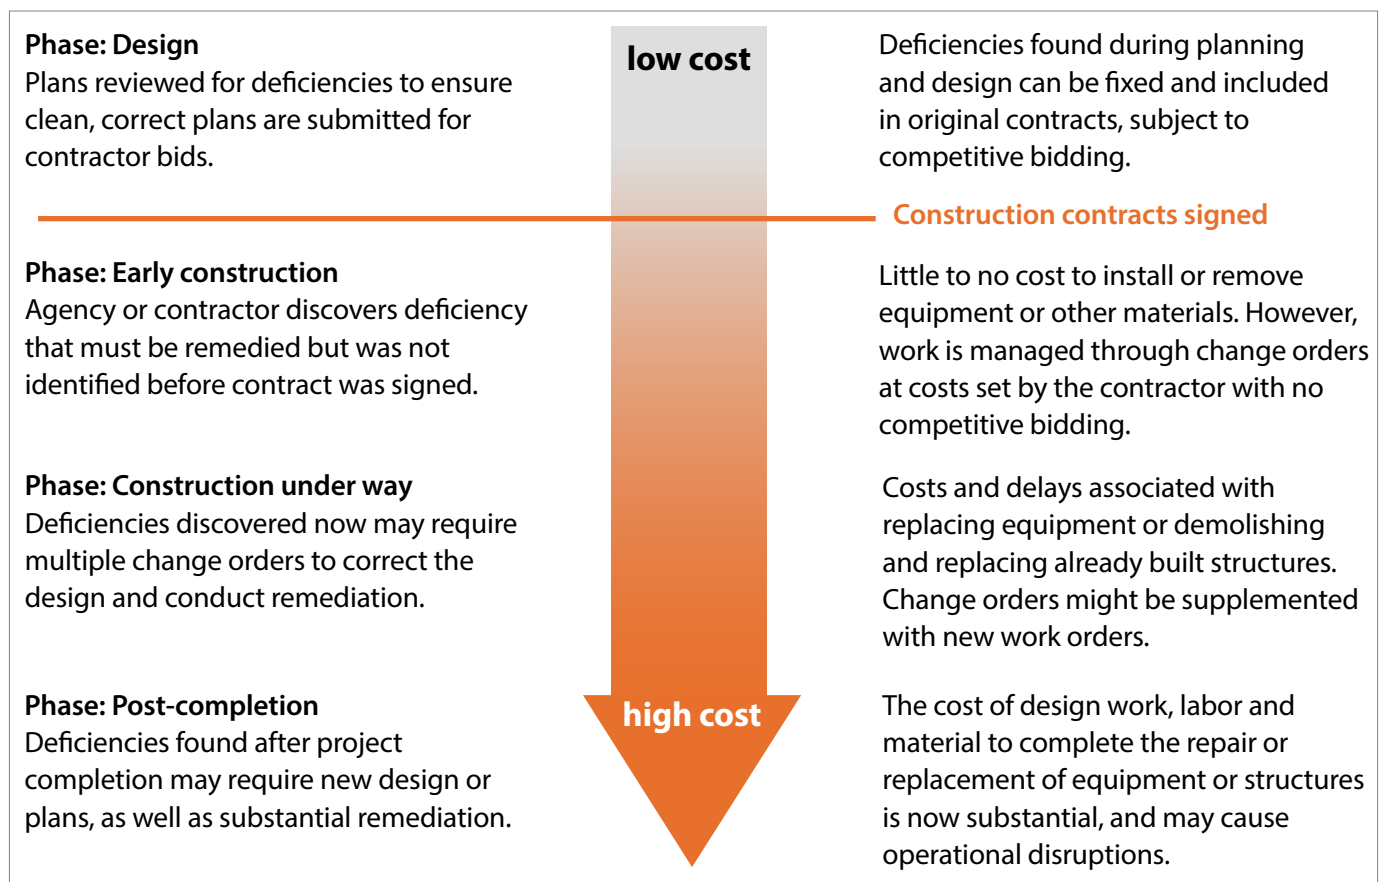 Phase: Design
Plans reviewed for deficiencies to ensure
clean, correct plans are submitted for
contractor bids.
low cost
Deficiencies found during planning
and design can be fixed and included
in original contracts, subject to
competitive bidding.
Construction contracts signed
Phase: Early construction
Agency or contractor discovers deficiency
that must be remedied but was not
identified before contract was signed.
Little to no cost to install or remove
equipment or other materials. However,
work is managed through change orders
at costs set by the contractor with no
competitive bidding.
Phase: Construction under way
Deficiencies discovered now may require
multiple change orders to correct the
design and conduct remediation.
Costs and delays associated with
replacing equipment or demolishing
and replacing already built structures.
Change orders might be supplemented
with new work orders.
Phase: Post-completion
Deficiencies found after project
completion may require new design or
plans, as well as substantial remediation.
high cost
The cost of design work, labor and
material to complete the repair or
replacement of equipment or structures
is now substantial, and may cause
operational disruptions.